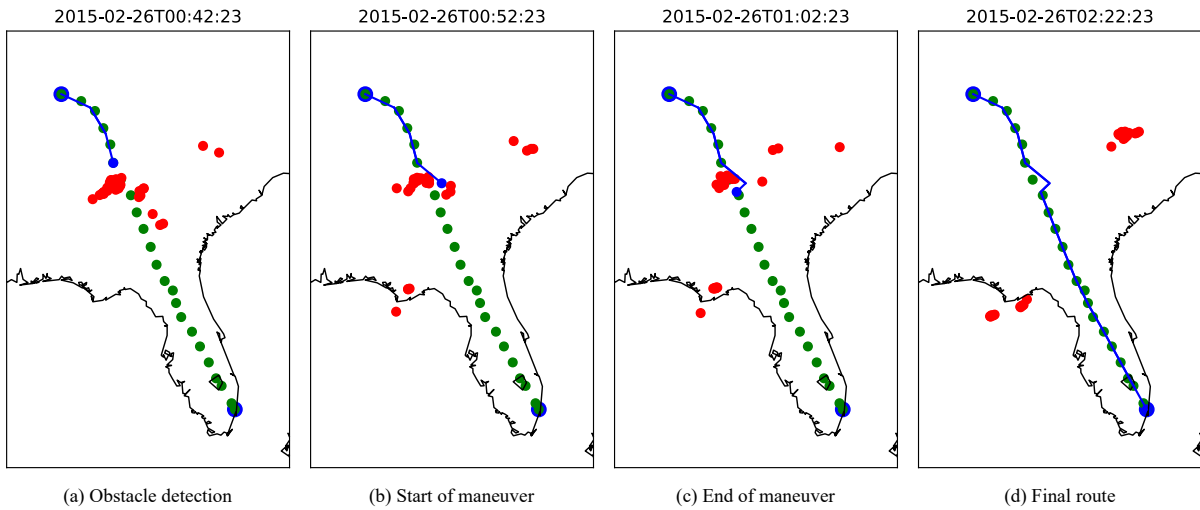 2015-02-26T00:42:23
2015-02-26T00:52:23
2015-02-26T01:02:23
2015-02-26T02:22:23
(a) Obstacle detection
(b) Start of maneuver
(c) End of maneuver
(d) Final route